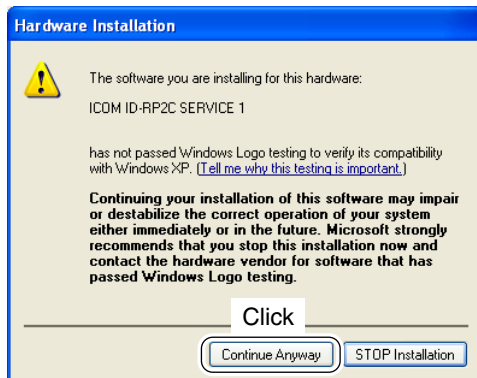 Hardware Installation
The software you are installing for this hardware:
ICOM ID-RP2C SERVICE 1
has not passed Windows Logo testing to verify its compatibility
with Windows XP. (Tell me why this testing is important.)
Continuing your installation of this software may impair
or destabilize the correct operation of your system
either immediately or in the future. Microsoft strongly
recommends that you stop this installation now and
contact the hardware vendor for software that has
passed Windows Logo testing.
Click
Continue Anyway STOP Installation